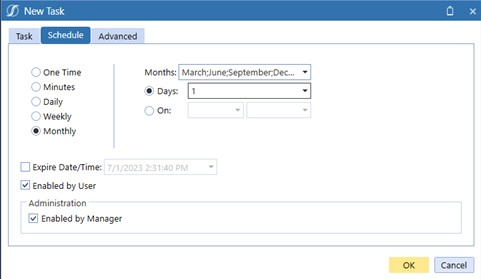 New Task
Task Schedule Advanced
One Time
Minutes
Daily
Weekly
Monthly
Months: March;June;September;Dec...
Days: 1
On:
Expire Date/Time: 7/1/2023 2:31:40 PM
Enabled by User
Administration
Enabled by Manager
OK Cancel